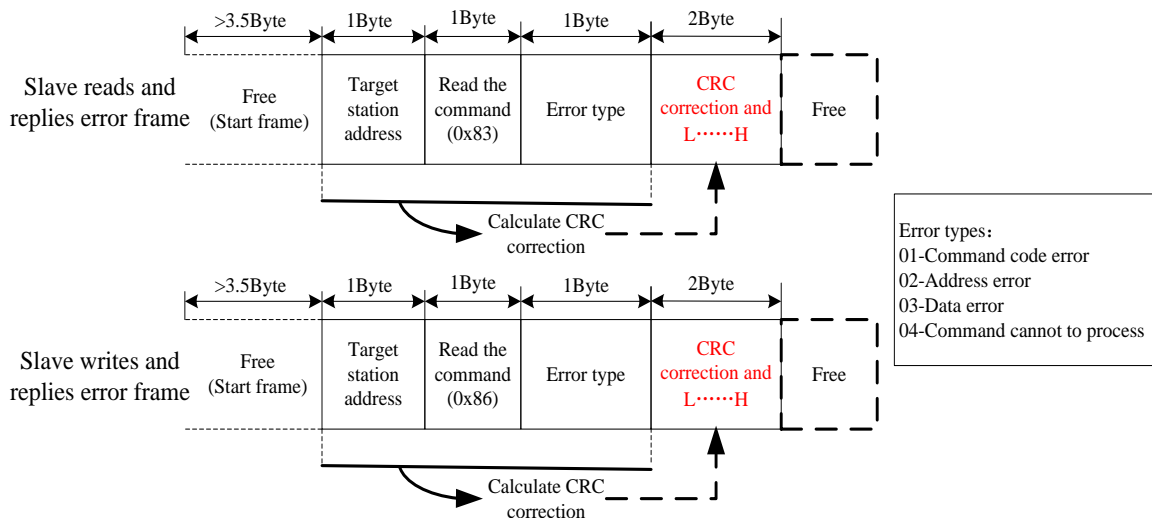 >3.5Byte
1Byte
1Byte
1Byte
2Byte
Slave reads and
replies error frame
Free
(Start frame)
Target
station
address
Read the
command
(0x83)
Error type
CRC
correction and
L······H
Free
Calculate CRC
correction
Error types：
01-Command code error
02-Address error
03-Data error
04-Command cannot to process
>3.5Byte
1Byte
1Byte
1Byte
2Byte
Slave writes and
replies error frame
Free
(Start frame)
Target
station
address
Read the
command
(0x86)
Error type
CRC
correction and
L······H
Free
Calculate CRC
correction